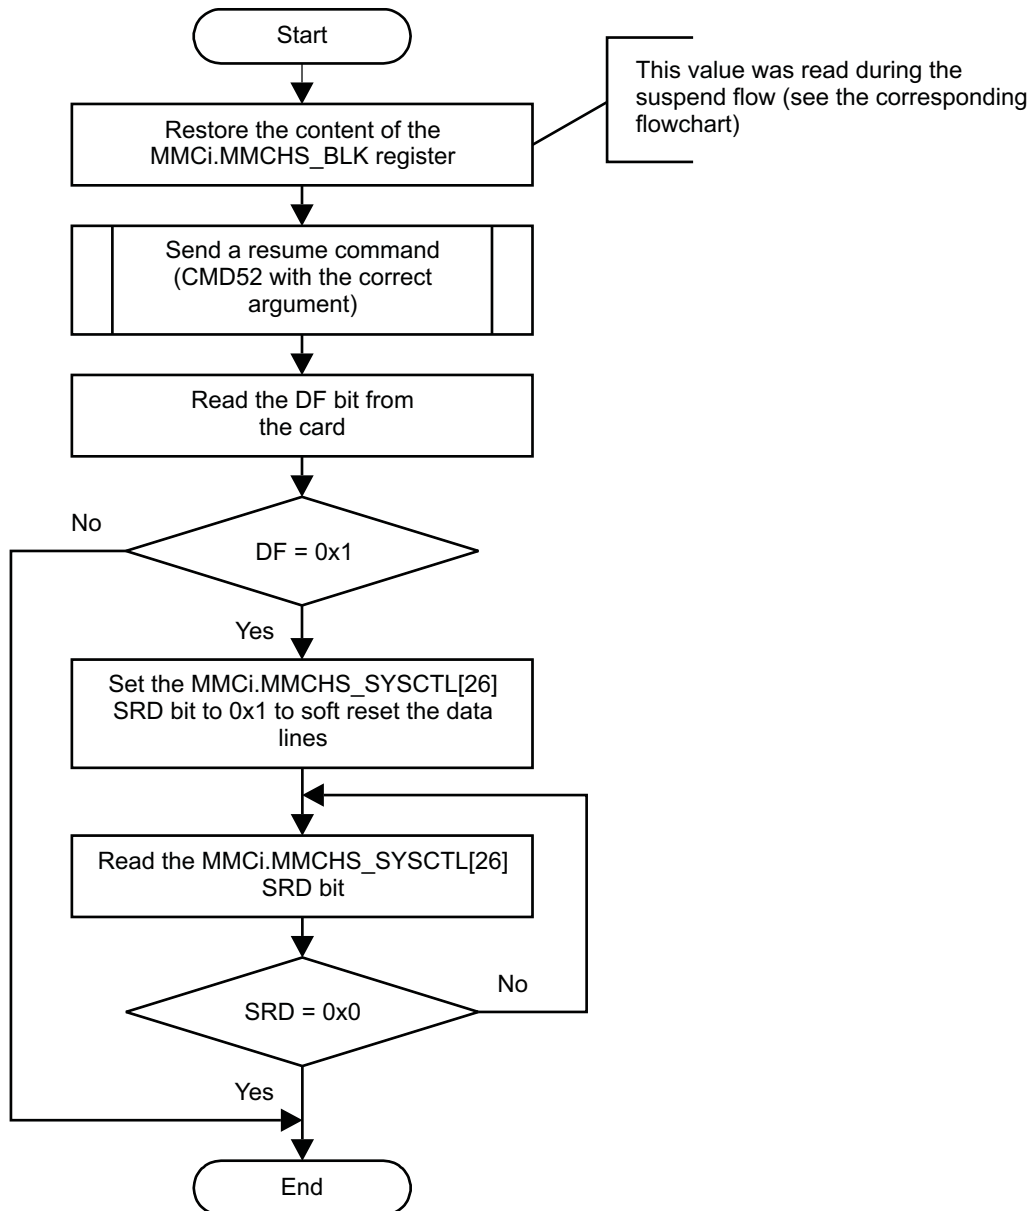 Start
This value was read during the
suspend flow (see the corresponding
flowchart)
Restore the content of the
MMCi.MMCHS_BLK register
Send a resume command
(CMD52 with the correct
argument)
Read the DF bit from
the card
No
DF = 0x1
Yes
Set the MMCi.MMCHS_SYSCTL[26]
SRD bit to 0x1 to soft reset the data
lines
Read the MMCi.MMCHS_SYSCTL[26]
SRD bit
No
SRD = 0x0
Yes
End